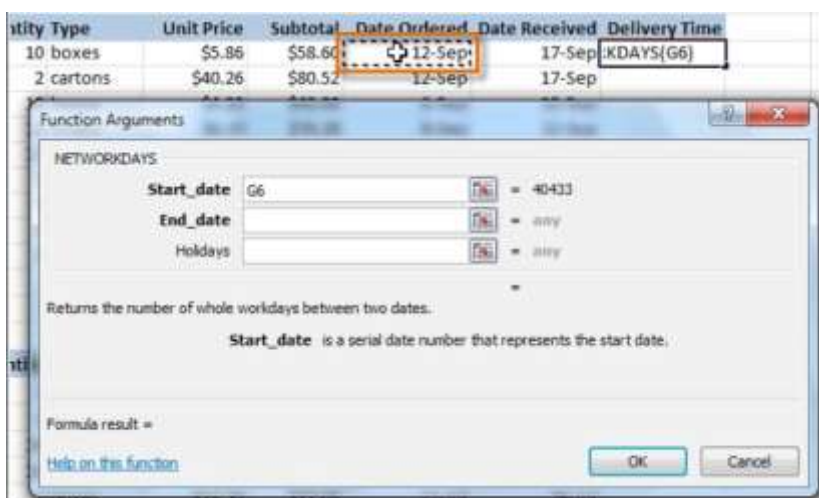 ntity Type Unit Price Subtotal Date Ordered Date Received Delivery Time
10 boxes $5.86 $58.60 12-Sep 17-Sep :KDAYS(G6)
2 cartons $40.26 $80.52 12-Sep 17-Sep
Function Arguments
NETWORKDAYS
Start_date G6 = 40433
End_date = any
Holidays = any
=
Returns the number of whole workdays between two dates.
Start_date is a serial date number that represents the start date.
nti
Formula result =
Help on this function OK Cancel